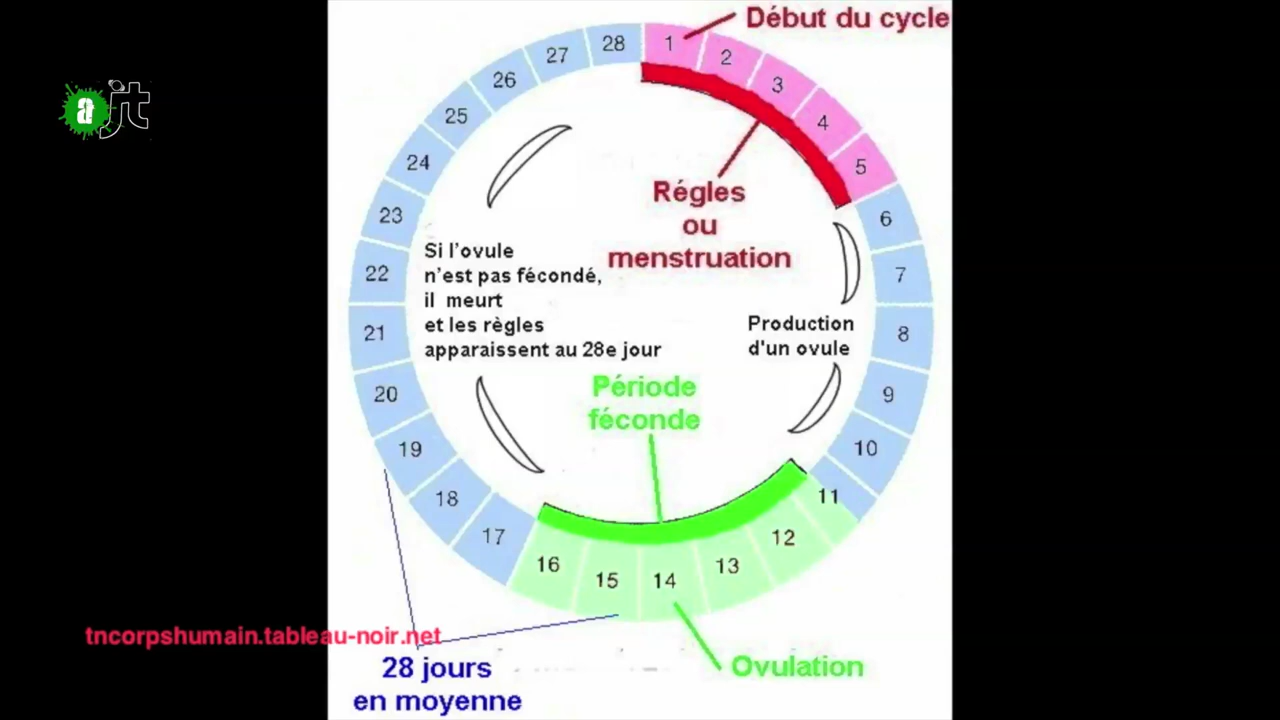 Début du cycle
28
1
27
2
26
3
25
4
24
5
23
6
22
7
21
8
20
9
19
10
18
11
17
12
16
13
15
14
a jt
Régles
ou
menstruation
Si l'ovule
n'est pas fécondé,
il meurt
et les règles
apparaissent au 28e jour
Production
d'un ovule
Période
féconde
tncorpshumain.tableau-noir.net
28 jours
en moyenne
Ovulation